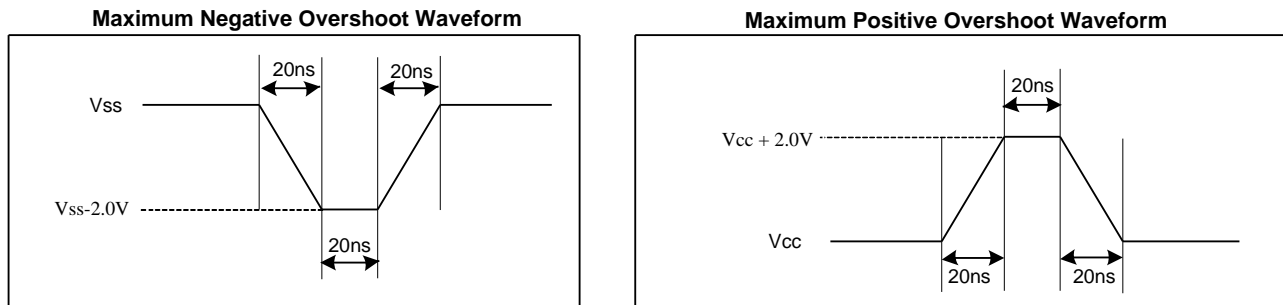 Maximum Negative Overshoot Waveform
20ns
20ns
Vss
Vss-2.0V
20ns
Maximum Positive Overshoot Waveform
20ns
Vcc + 2.0V
Vcc
20ns
20ns